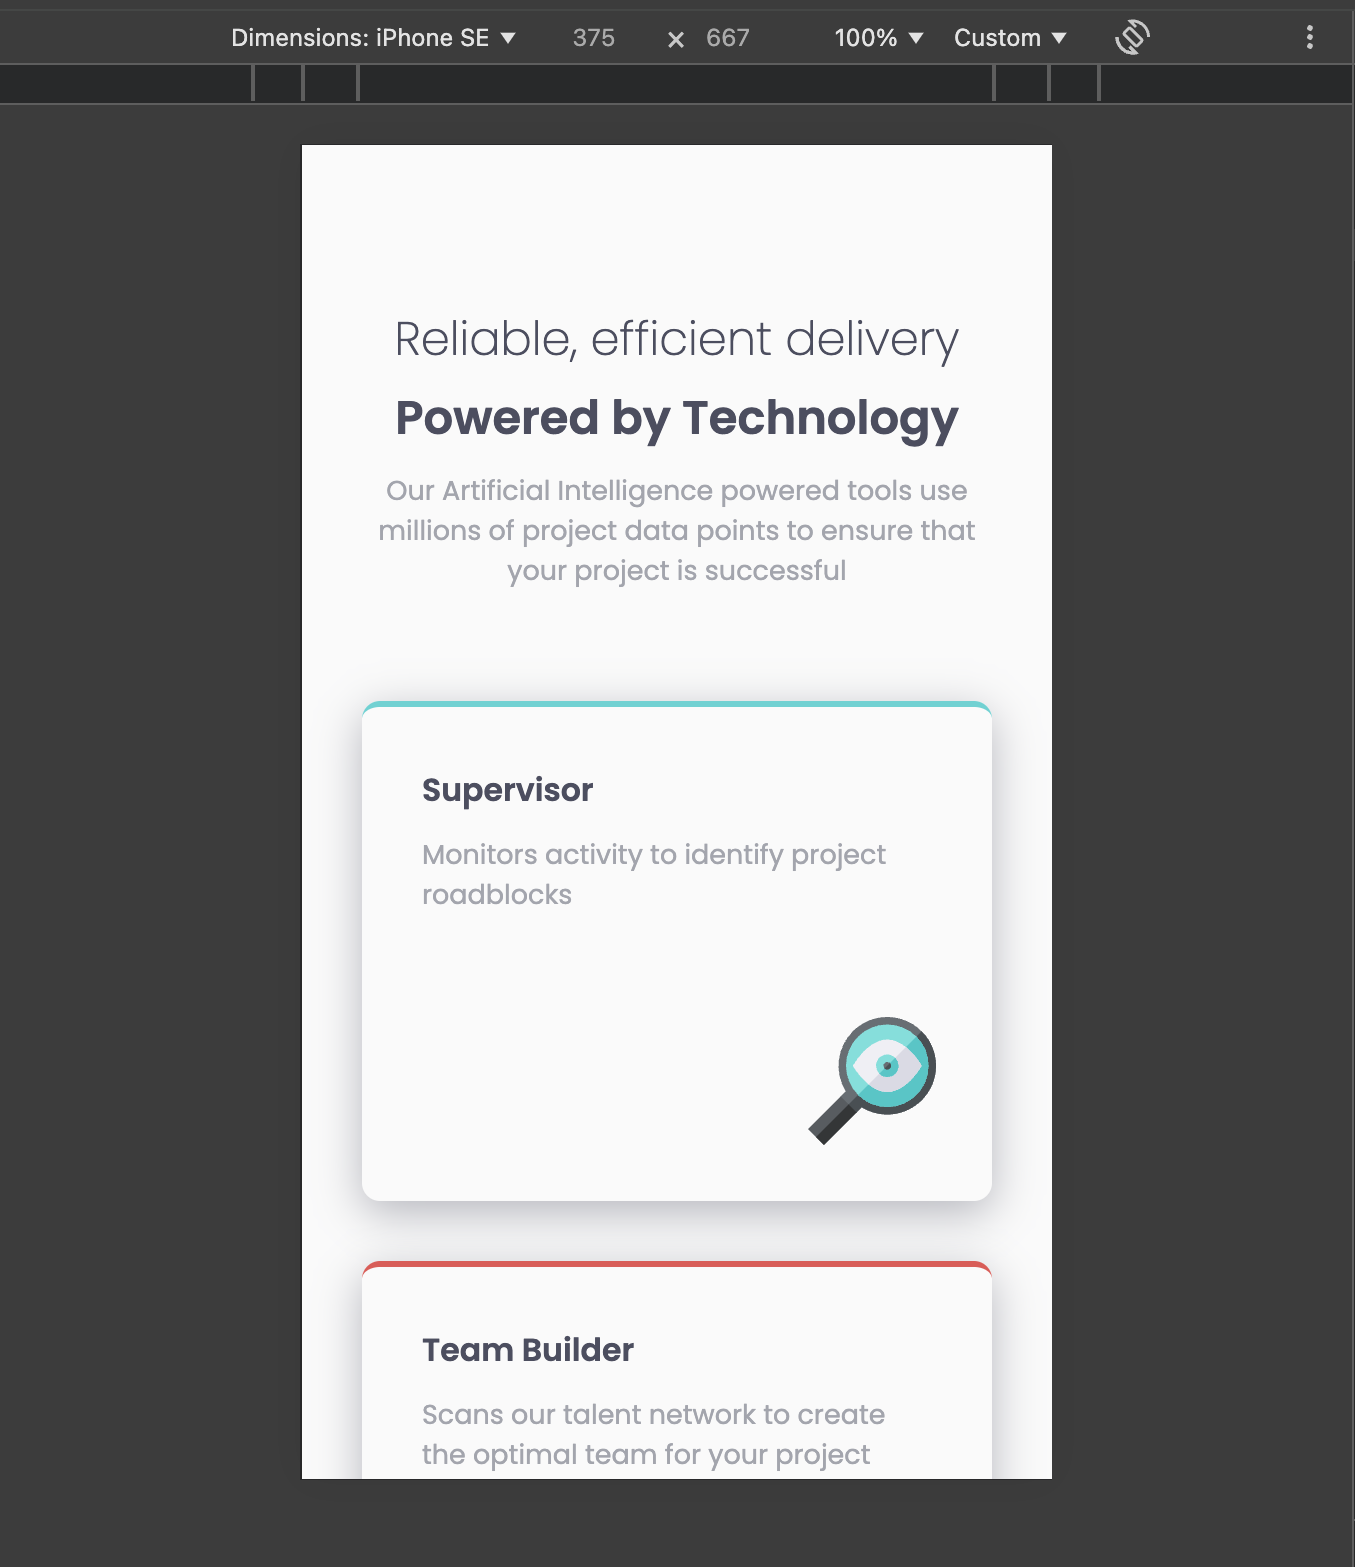 Dimensions: iPhone SE ▼ 375 × 667 100% ▼ Custom ▼
Reliable, efficient delivery
Powered by Technology
Our Artificial Intelligence powered tools use
millions of project data points to ensure that
your project is successful
Supervisor
Monitors activity to identify project
roadblocks
Team Builder
Scans our talent network to create
the optimal team for your project